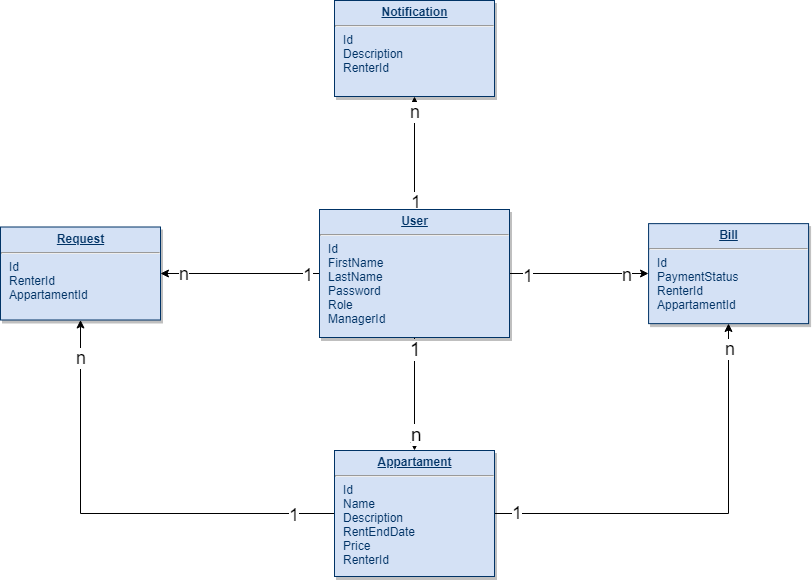 Notification
Id
Description
RenterId
n
1
User
Id
FirstName
LastName
Password
Role
ManagerId
Request
Id
RenterId
AppartamentId
n
1
1
n
Bill
Id
PaymentStatus
RenterId
AppartamentId
1
n
n
n
Appartament
Id
Name
Description
RentEndDate
Price
RenterId
1
1